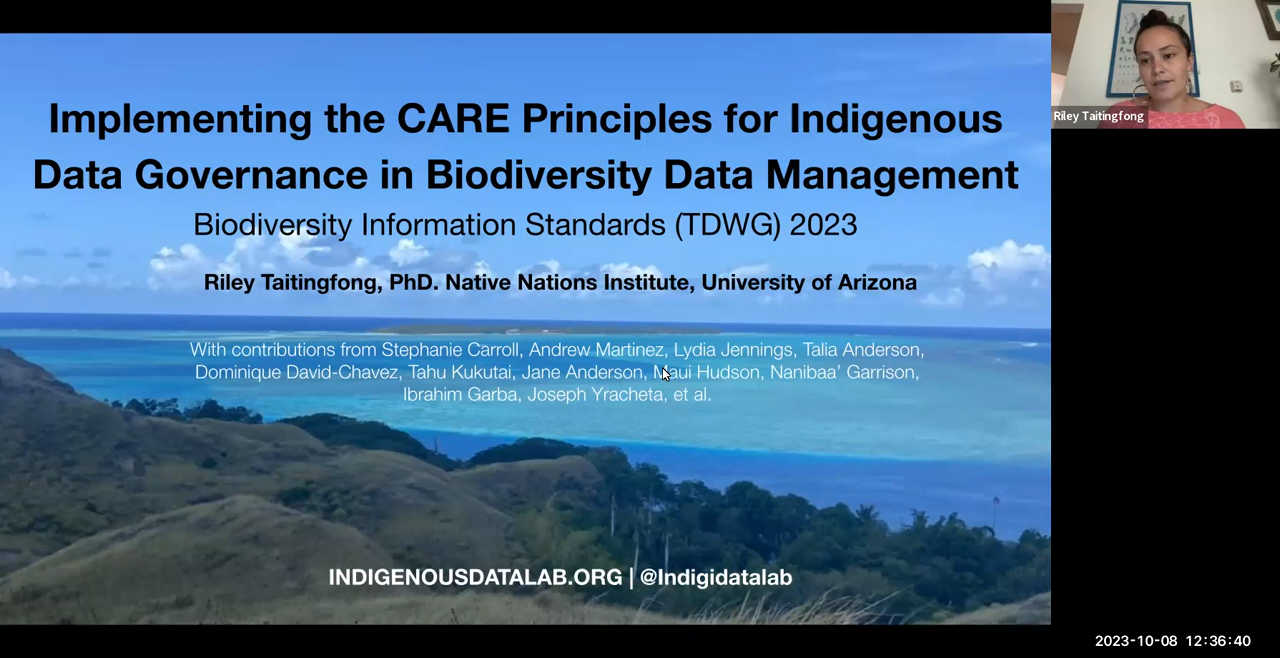 Implementing the CARE Principles for Indigenous
Data Governance in Biodiversity Data Management
Biodiversity Information Standards (TDWG) 2023
Riley Taitingfong, PhD. Native Nations Institute, University of Arizona
With contributions from Stephanie Carroll, Andrew Martinez, Lydia Jennings, Talia Anderson,
Dominique David-Chavez, Tahu Kukutai, Jane Anderson, Maui Hudson, Nanibaa’ Garrison,
Ibrahim Garba, Joseph Yracheta, et al.
INDIGENOUSDATALAB.ORG | @Indigidatalab
Riley Taitingfong
2023-10-08 12:36:40